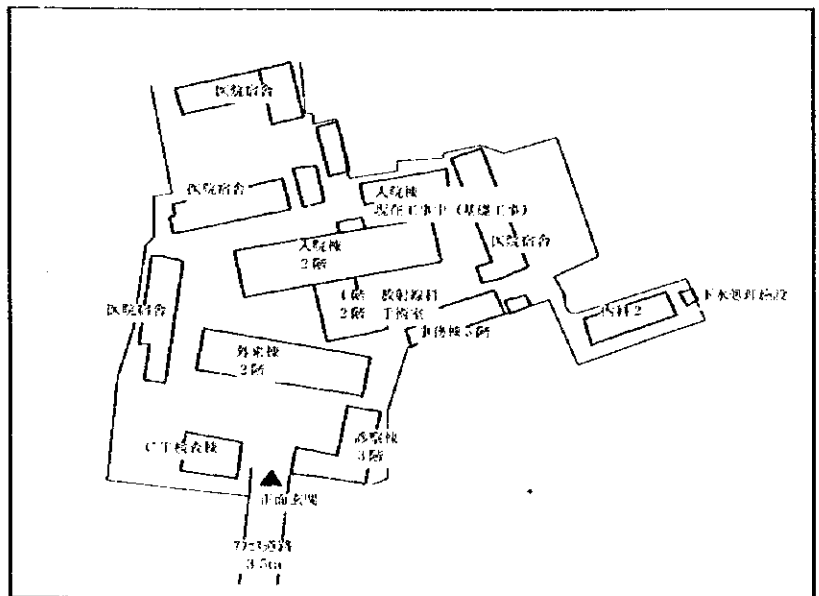 医院宿舎
医院宿舎
入院棟
現在工事中(基礎工事)
医院宿舎
入院棟
2階
1階 放射線科
2階 手術室
事務棟3階
下水処理施設
医院宿舎
外来棟
2階
CT検査棟
診察棟
3階
正面玄関
3.5m